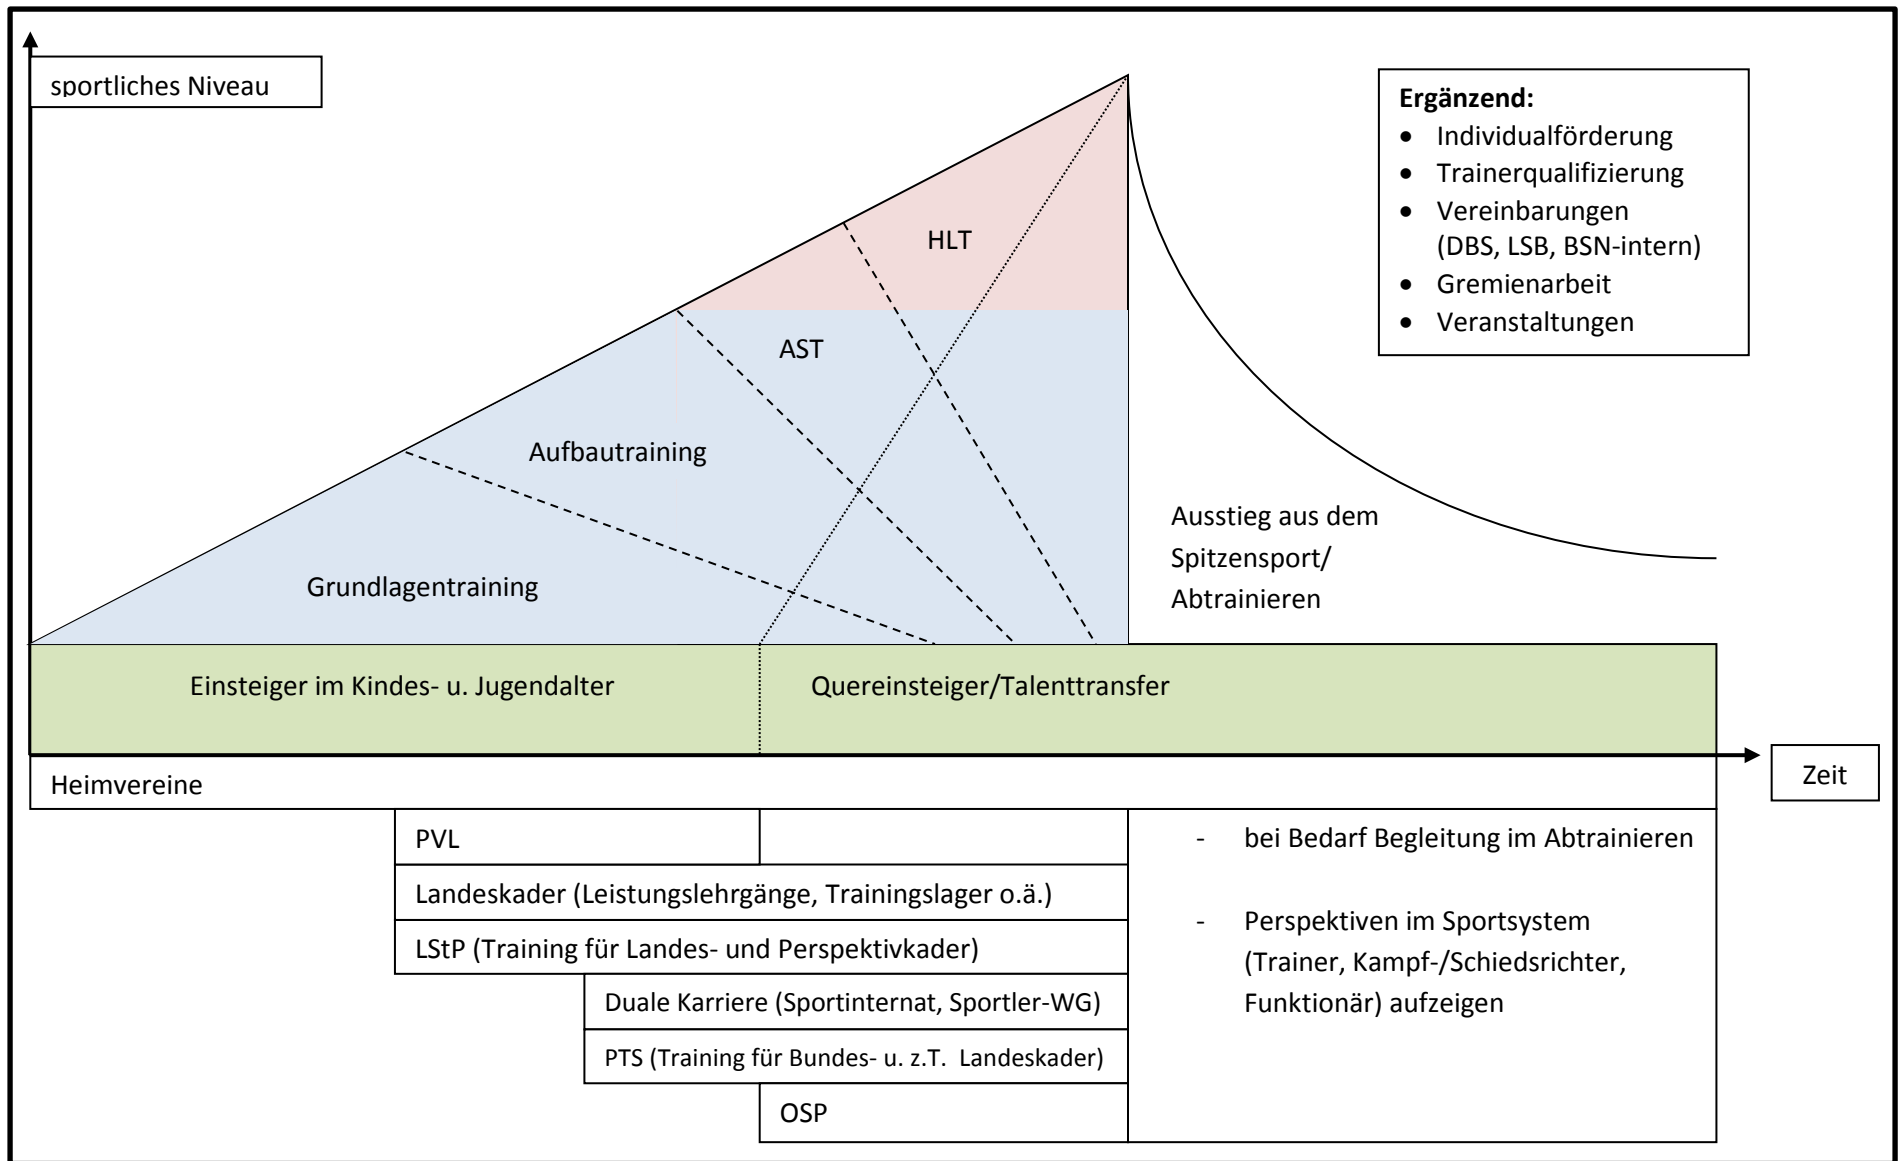 sportliches Niveau
Ergänzend:
• Individualförderung
• Trainerqualifizierung
• Vereinbarungen
(DBS, LSB, BSN-intern)
• Gremienarbeit
• Veranstaltungen
HLT
AST
Aufbautraining
Grundlagentraining
Ausstieg aus dem
Spitzensport/
Abtrainieren
Einsteiger im Kindes- u. Jugendalter
Quereinsteiger/Talenttransfer
Zeit
Heimvereine
PVL
Landeskader (Leistungslehrgänge, Trainingslager o.ä.)
LStP (Training für Landes- und Perspektivkader)
Duale Karriere (Sportinternat, Sportler-WG)
PTS (Training für Bundes- u. z.T. Landeskader)
OSP
- bei Bedarf Begleitung im Abtrainieren
- Perspektiven im Sportsystem
(Trainer, Kampf-/Schiedsrichter,
Funktionär) aufzeigen